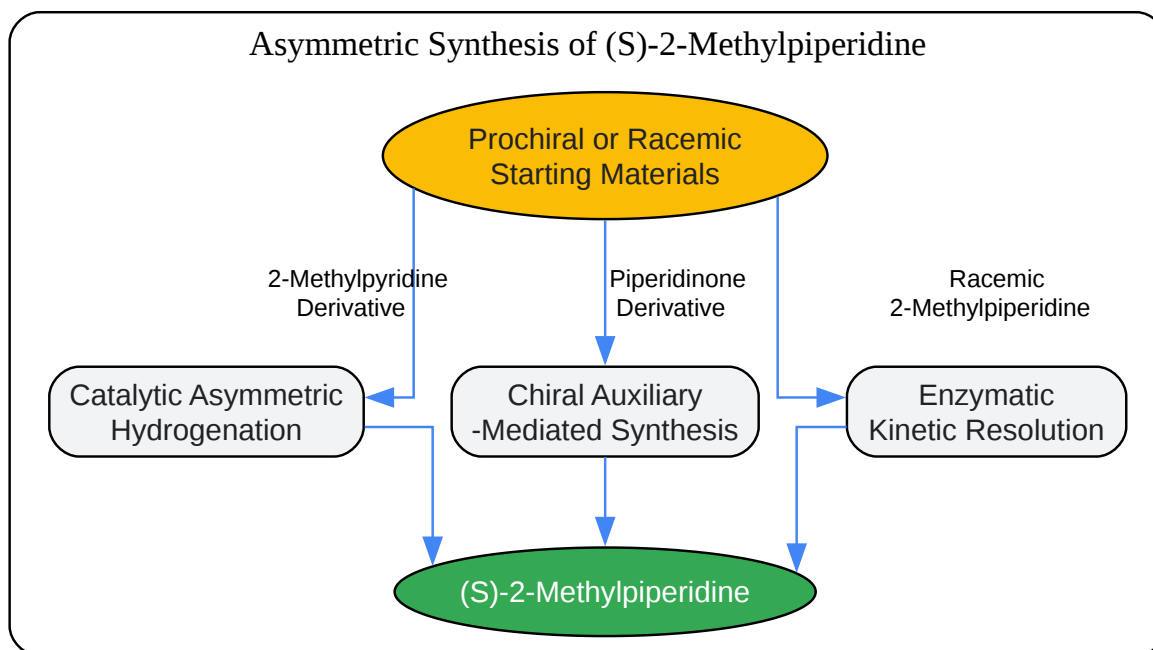 Asymmetric Synthesis of (S)-2-Methylpiperidine
Prochiral or Racemic
Starting Materials
2-Methylpyridine
Derivative
Piperidinone
Derivative
Racemic
2-Methylpiperidine
Catalytic Asymmetric
Hydrogenation
Chiral Auxiliary
-Mediated Synthesis
Enzymatic
Kinetic Resolution
(S)-2-Methylpiperidine